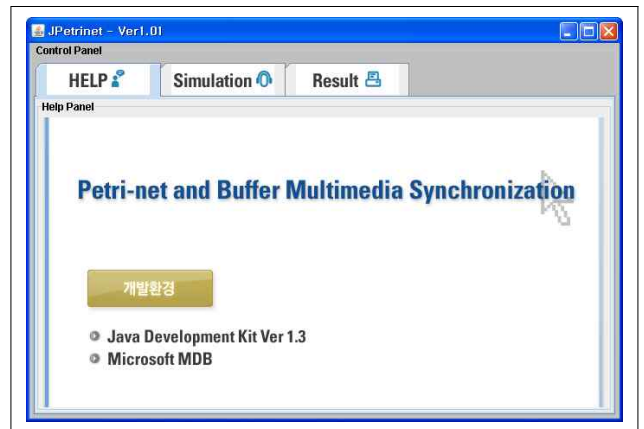 JPetrinet - Ver1.01
Control Panel
HELP Simulation Result
Help Panel
Petri-net and Buffer Multimedia Synchronization
개발환경
Java Development Kit Ver 1.3
Microsoft MDB